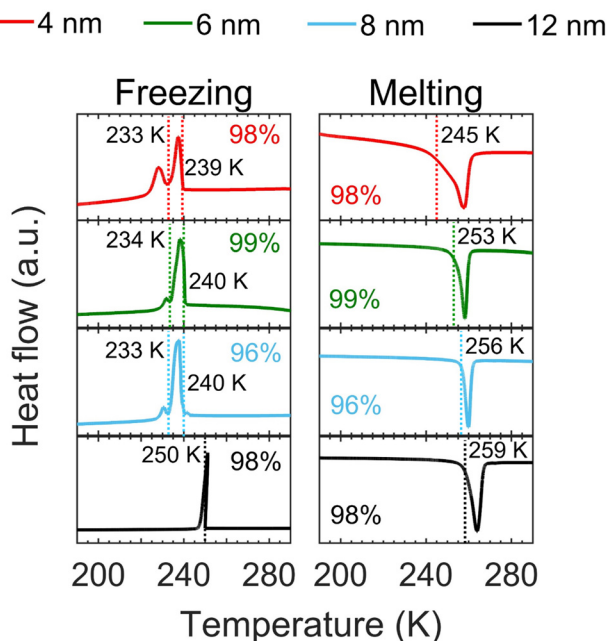 4 nm 6 nm 8 nm 12 nm
Freezing Melting
233 K 98% 245 K
239 K
98%
234 K 99% 253 K
240 K
99%
233 K 96% 256 K
240 K
96%
250 K 98% 259 K
98%
200 240 280 200 240 280
Temperature (K)
Heat flow (a.u.)